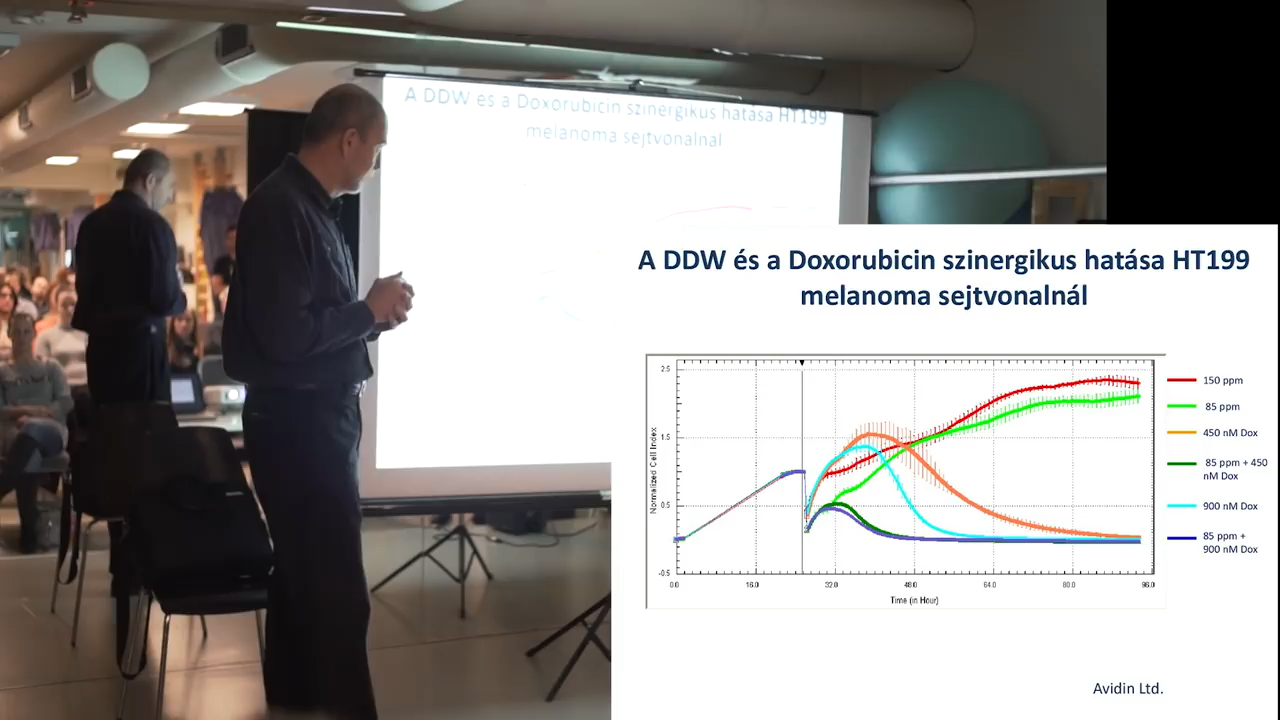 A DDW és a Doxorubicin szinergikus hatása HT199
melanoma sejtvonalnál
A DDW és a Doxorubicin szinergikus hatása HT199
melanoma sejtvonalnál
2.5
1.5
0.5
-0.5
Normalized Cell Index
0.0 16.0 32.0 48.0 64.0 80.0 96.0
Time (in Hour)
150 ppm
85 ppm
450 nM Dox
85 ppm + 450
nM Dox
900 nM Dox
85 ppm +
900 nM Dox
Avidin Ltd.